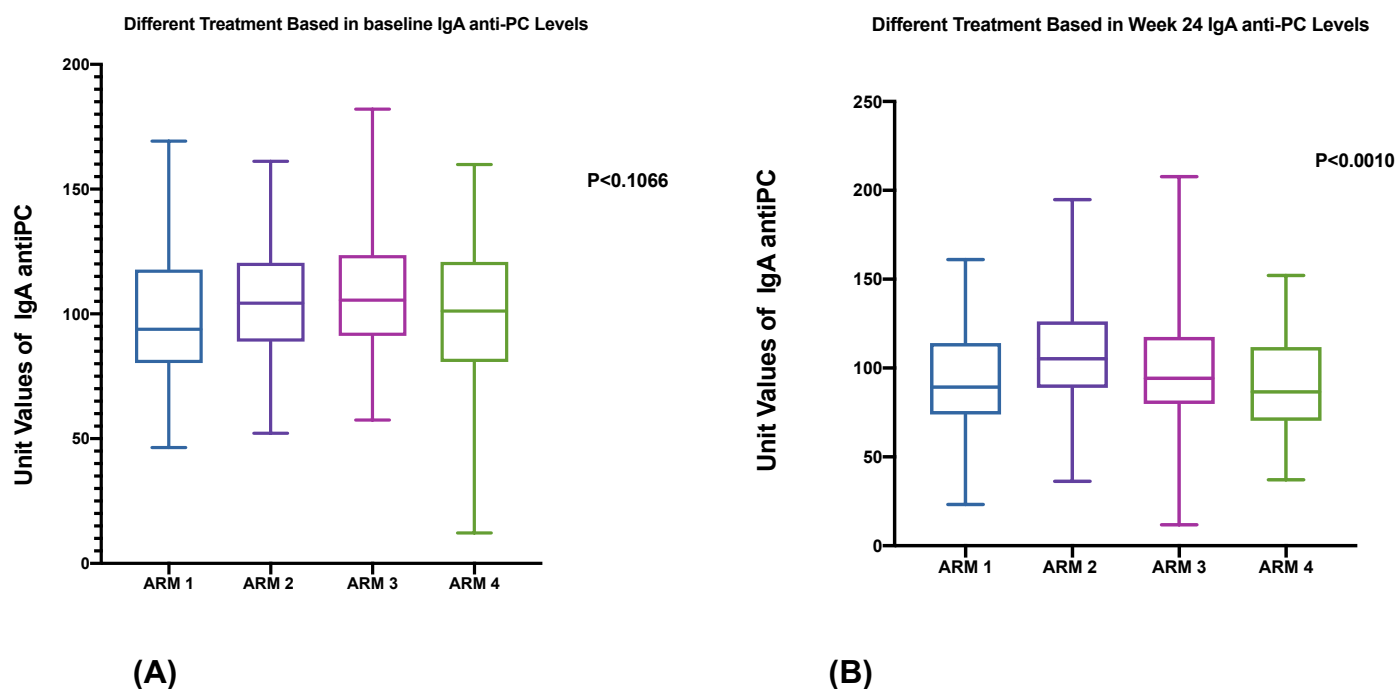 Different Treatment Based in baseline IgA anti-PC Levels
Unit Values of IgA antiPC
200
150
100
50
0
P<0.1066
ARM 1 ARM 2 ARM 3 ARM 4
(A)
Different Treatment Based in Week 24 IgA anti-PC Levels
Unit Values of IgA antiPC
250
200
150
100
50
0
P<0.0010
ARM 1 ARM 2 ARM 3 ARM 4
(B)